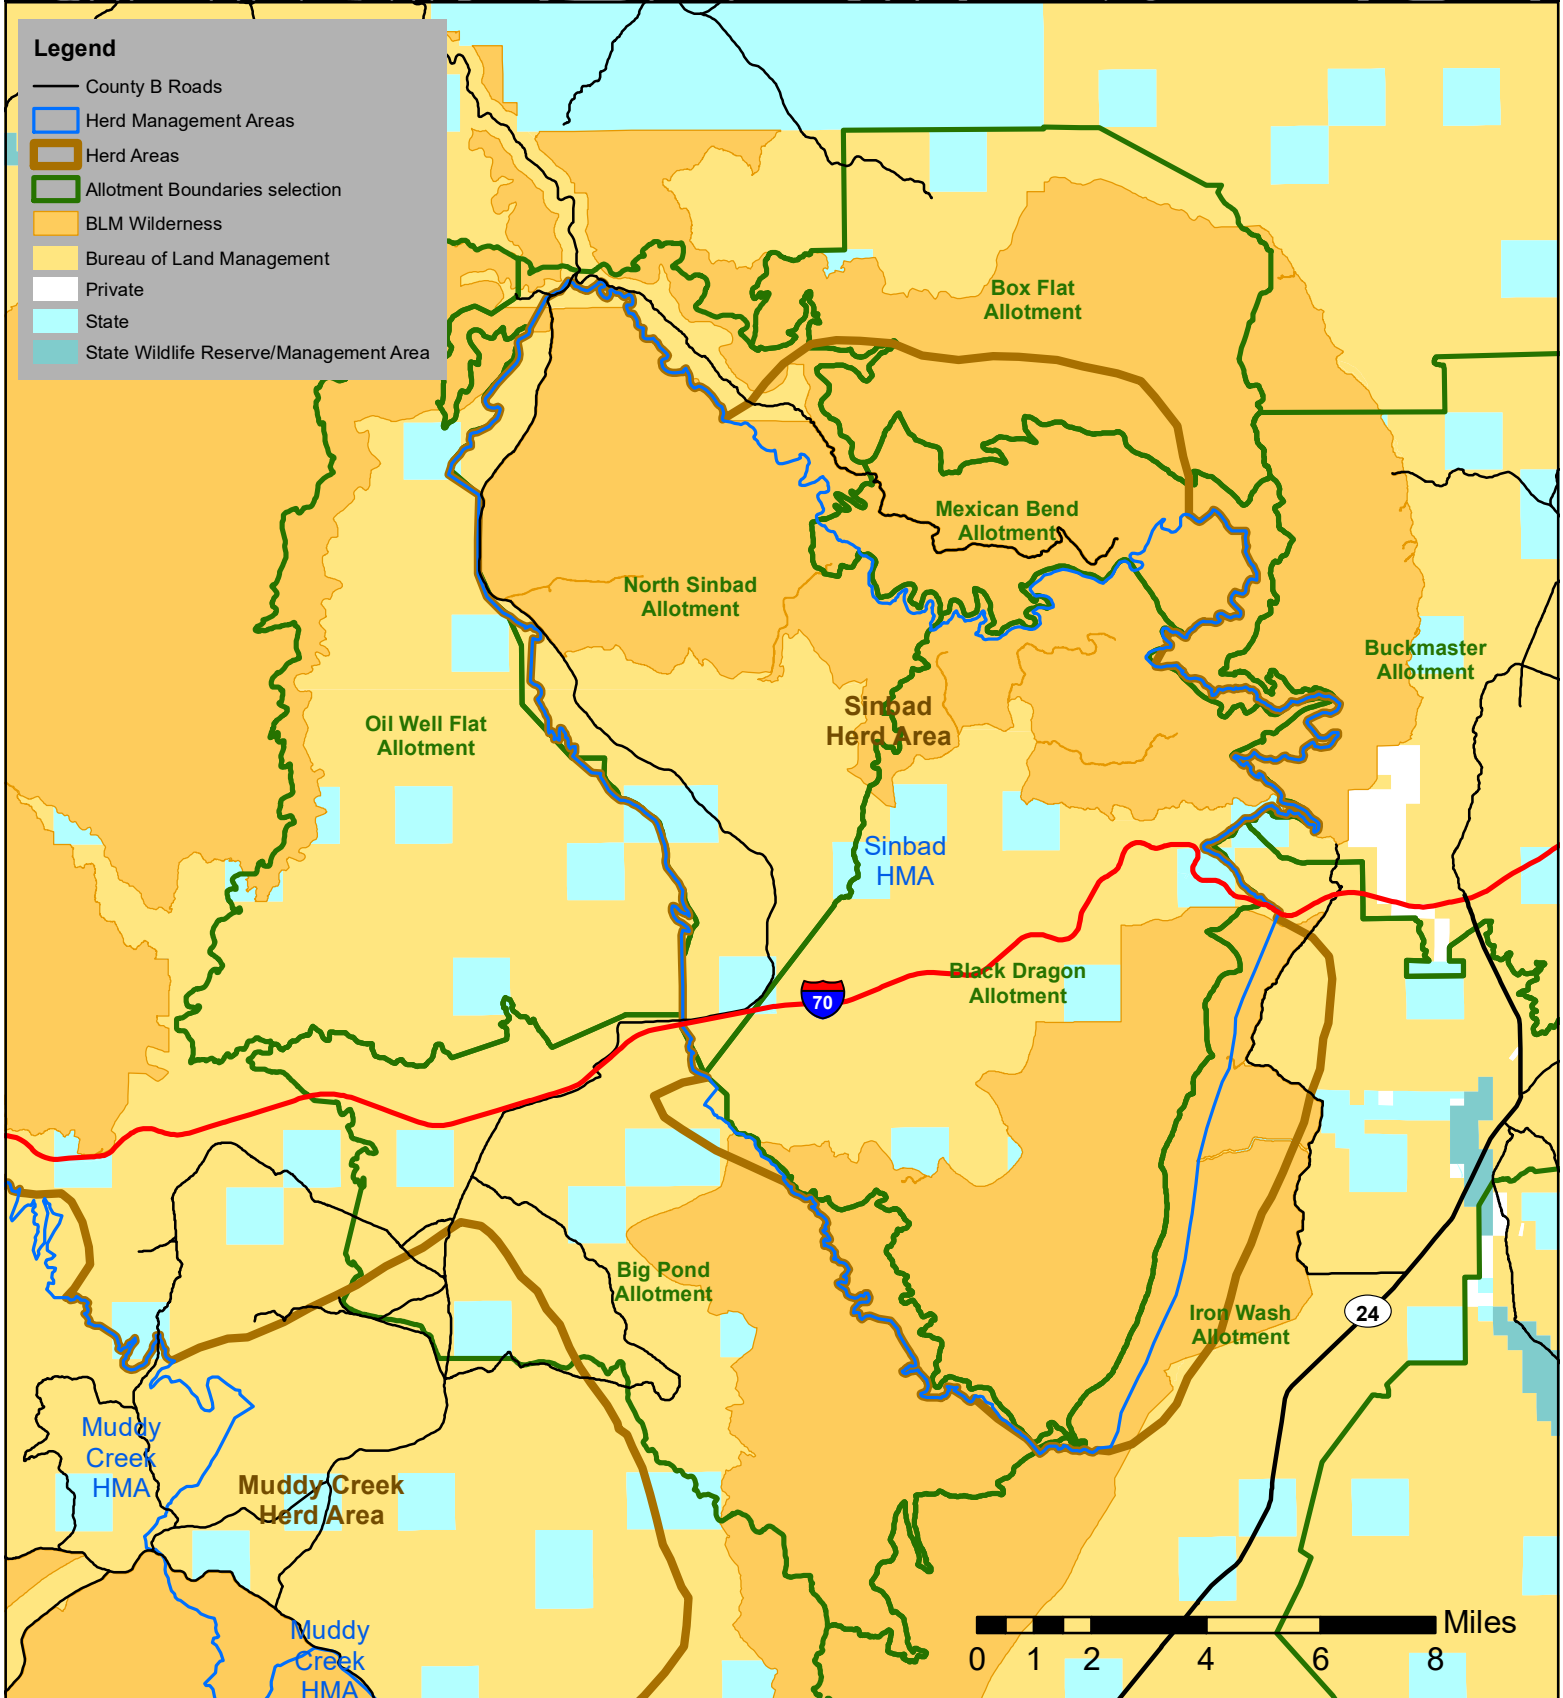 Legend
County B Roads
Herd Management Areas
Herd Areas
Allotment Boundaries selection
BLM Wilderness
Bureau of Land Management
Private
State
State Wildlife Reserve/Management Area
Box Flat
Allotment
Mexican Bend
Allotment
North Sinbad
Allotment
Buckmaster
Allotment
Sinbad
Herd Area
Oil Well Flat
Allotment
Sinbad
HMA
Black Dragon
Allotment
70
Big Pond
Allotment
Iron Wash
Allotment
24
Muddy
Creek
HMA
Muddy Creek
Herd Area
Muddy
Creek
HMA
Miles
0 1 2 4 6 8